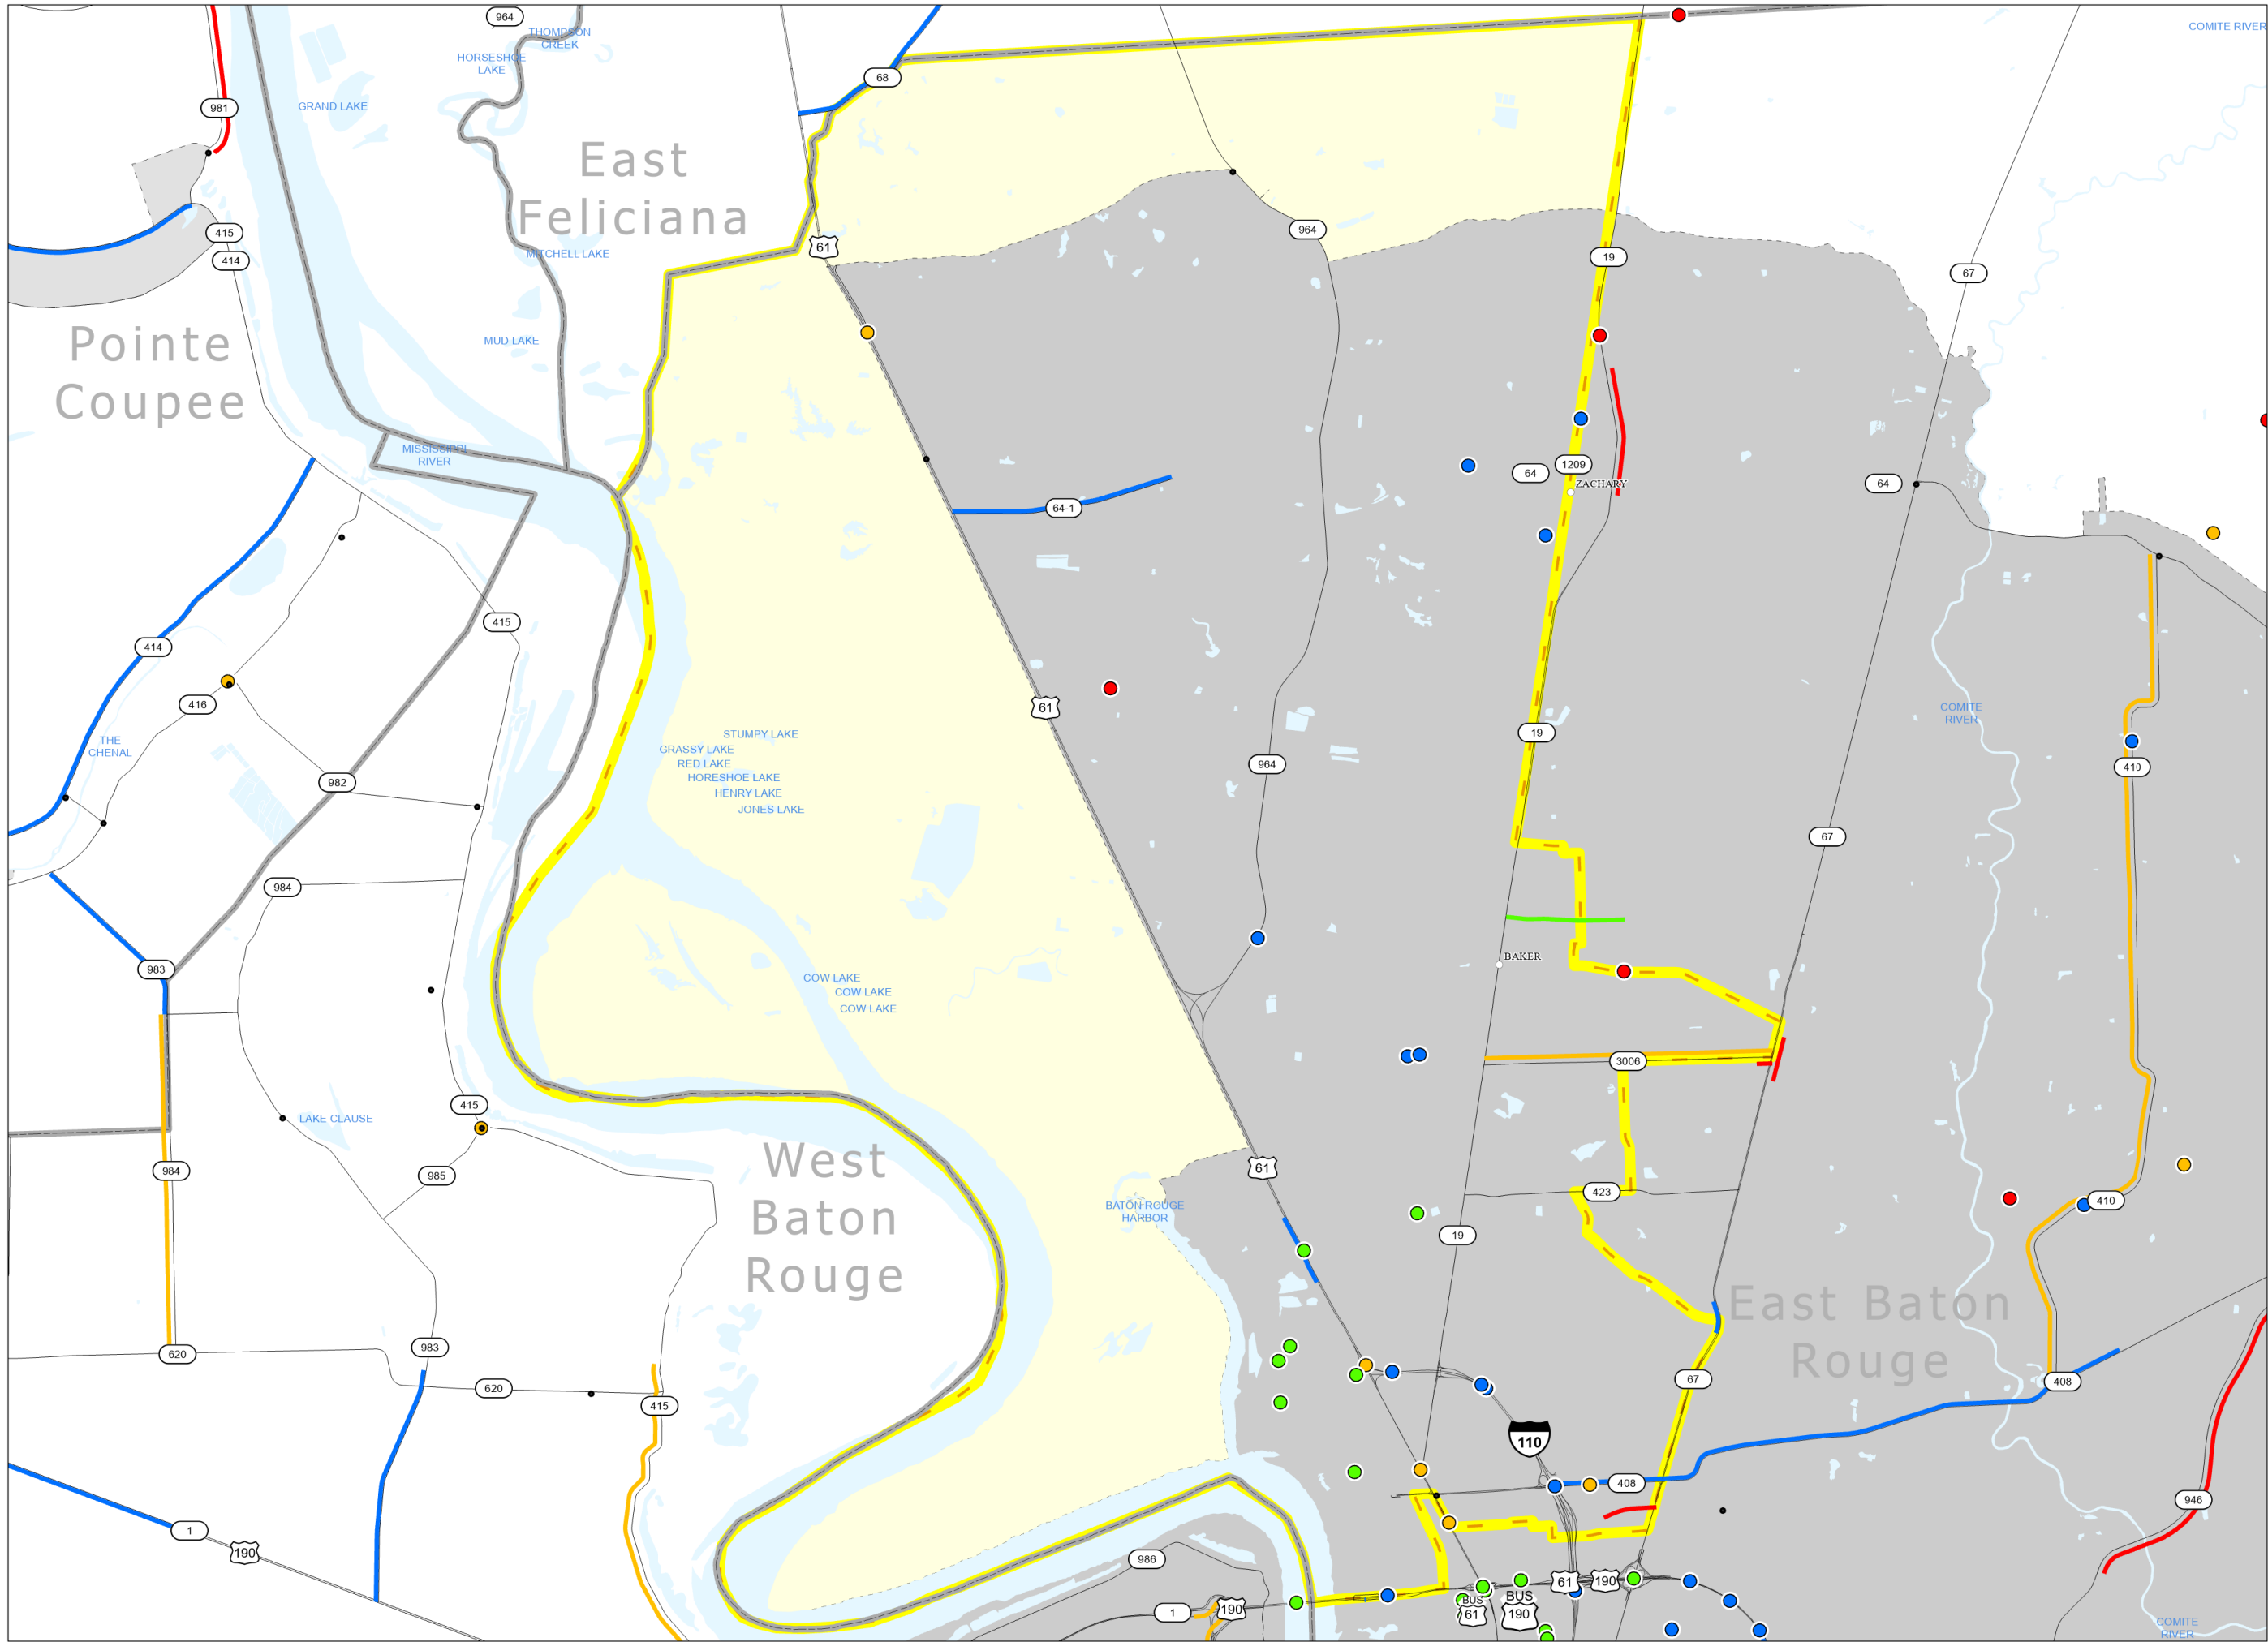 964
THOMPSON
CREEK
COMITE RIVER
HORSESHOE
LAKE
68
GRAND LAKE
981
East
Feliciana
415
964
61
MITCHELL LAKE
19
414
67
Pointe
Coupee
MUD LAKE
MISSISSIPPI
RIVER
1209
64
64
ZACHARY
64-1
415
414
416
61
COMITE
RIVER
STUMPY LAKE
19
THE
CHENAL
GRASSY LAKE
RED LAKE
964
410
HORESHOE LAKE
982
HENRY LAKE
JONES LAKE
67
984
BAKER
983
COW LAKE
COW LAKE
COW LAKE
3006
415
LAKE CLAUSE
West
Baton
Rouge
61
984
985
423
410
BATON ROUGE
HARBOR
19
East Baton
Rouge
983
620
67
408
620
415
110
408
946
1
190
986
61
190
BUS
61
BUS
190
1
190
COMITE
RIVER